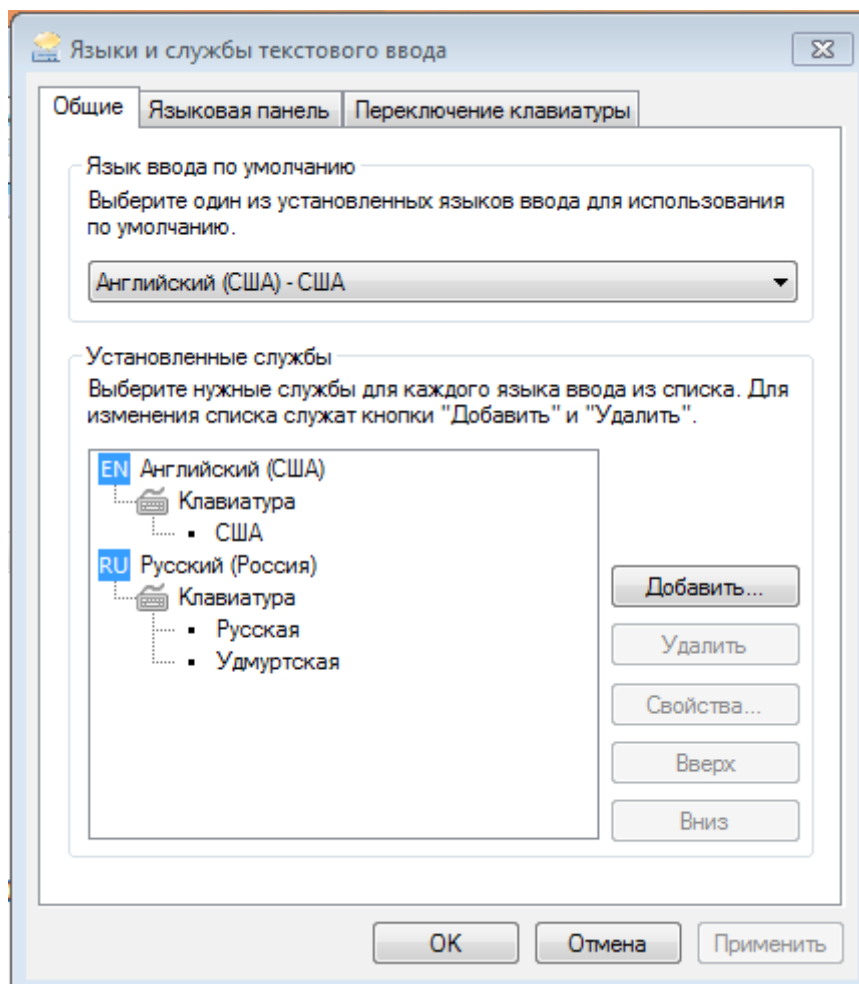 Языки и службы текстового ввода
Общие
Языковая панель
Переключение клавиатуры
Язык ввода по умолчанию
Выберите один из установленных языков ввода для использования
по умолчанию.
Английский (США) - США
Установленные службы
Выберите нужные службы для каждого языка ввода из списка. Для
изменения списка служат кнопки "Добавить" и "Удалить".
EN Английский (США)
Клавиатура
США
RU Русский (Россия)
Клавиатура
Русская
Удмуртская
Добавить...
Удалить
Свойства...
Вверх
Вниз
OK
Отмена
Применить